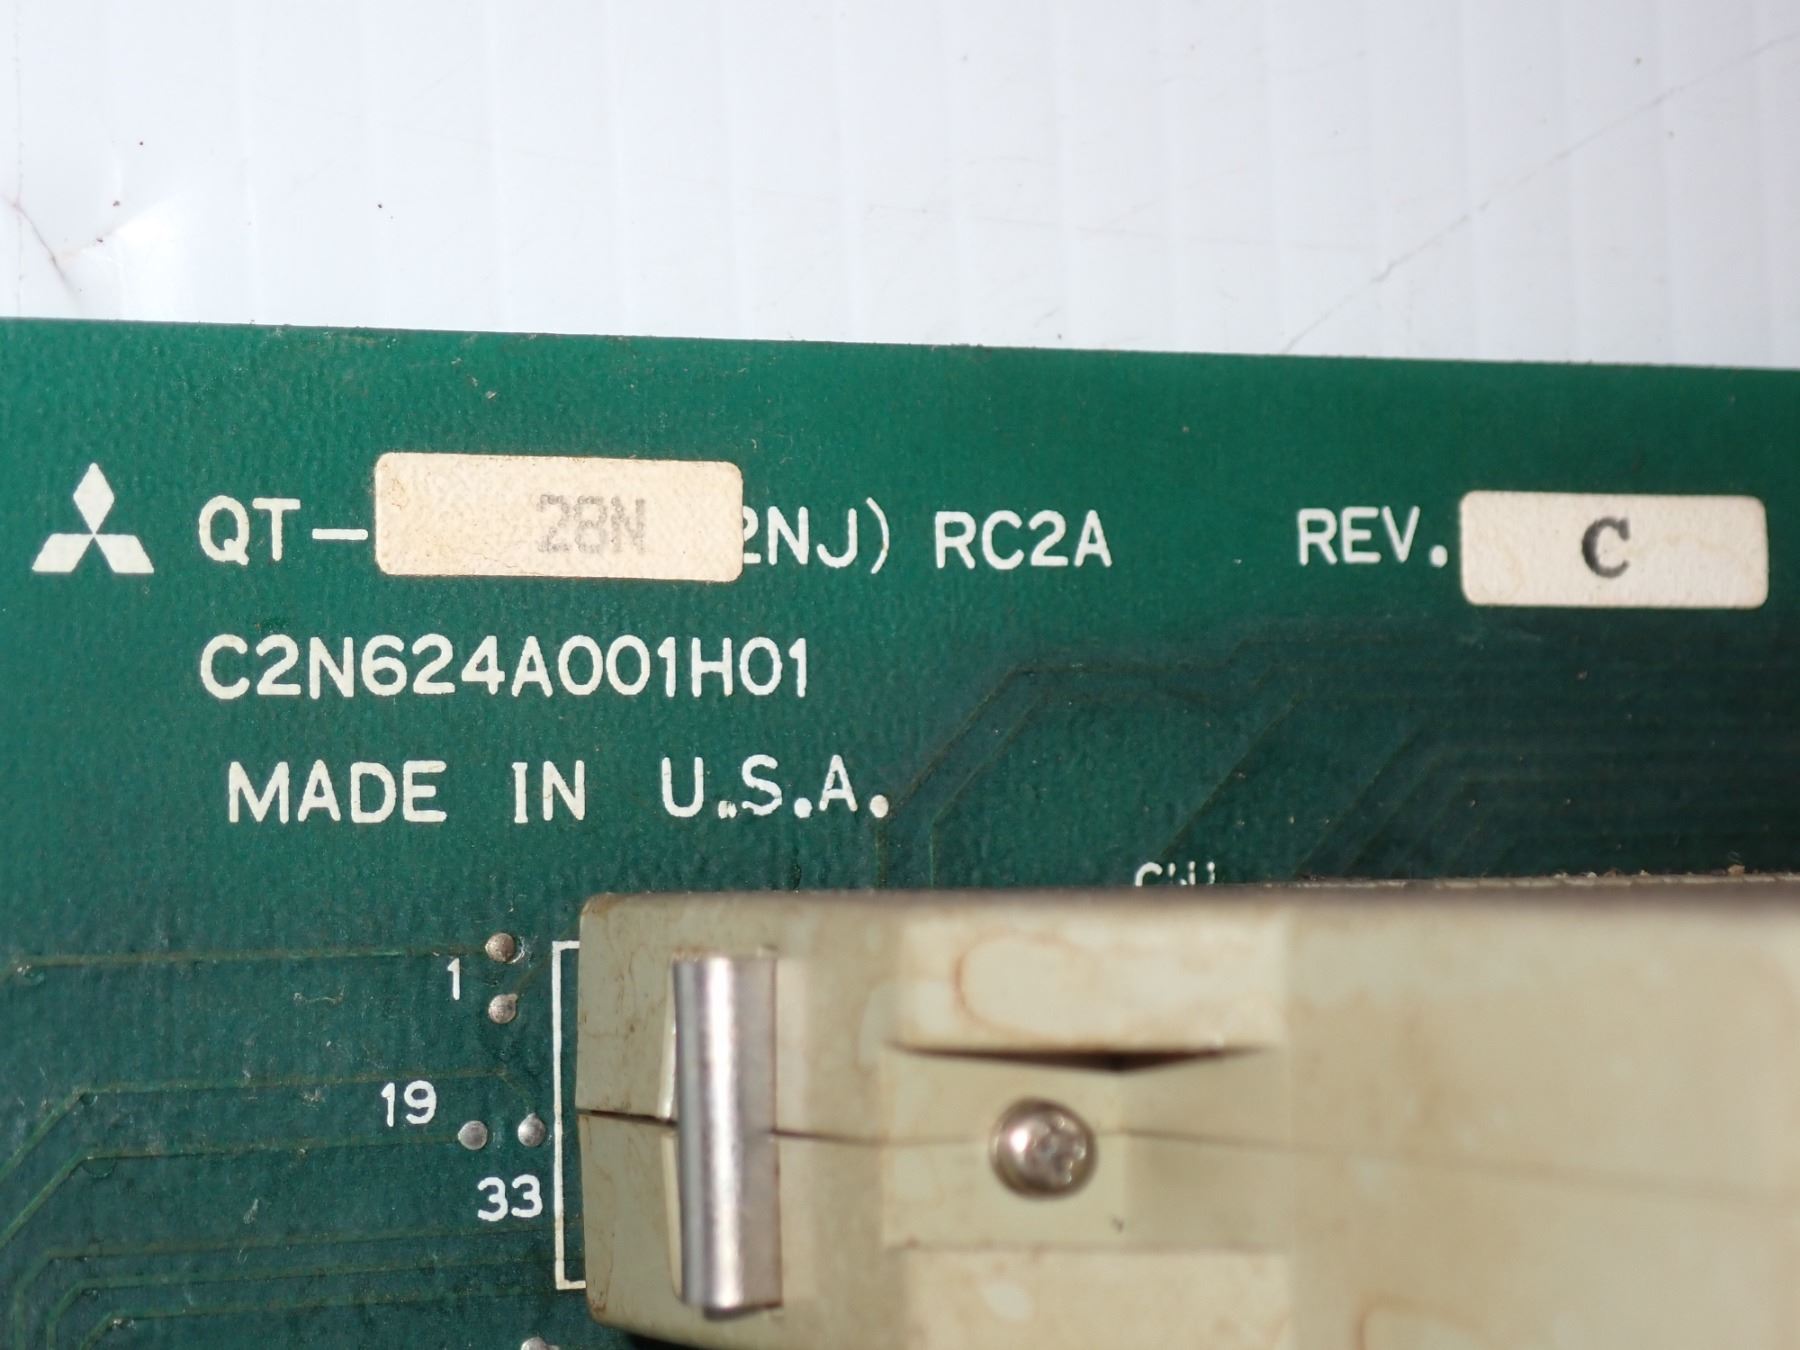 QT- 28N 2NJ) RC2A REV. C
C2N624A001H01
MADE IN U.S.A.
1
19
33